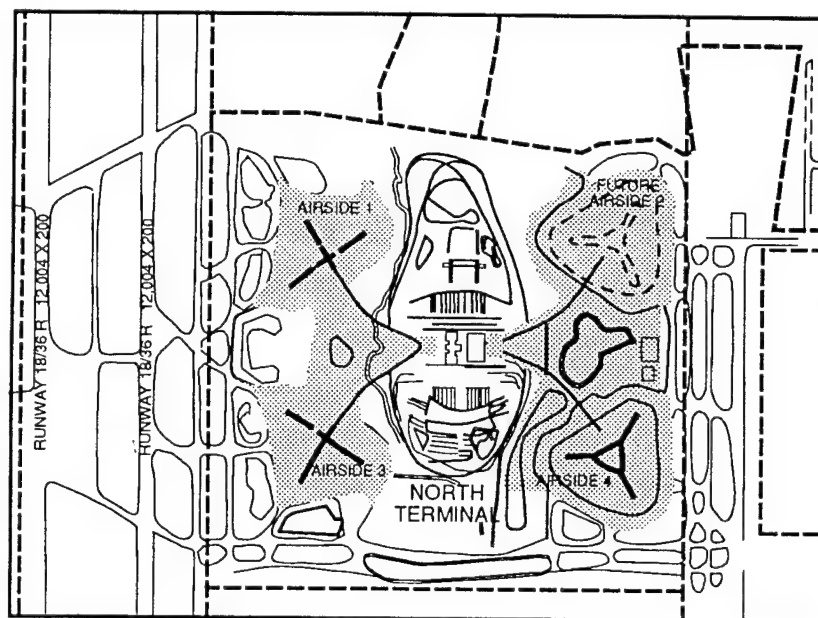 AIRSIDE 1
FUTURE
AIRSIDE 2
RUNWAY 18/36 R 12,004 X 200
RUNWAY 18/36 R 12,004 X 200
AIRSIDE 3
AIRSIDE 4
NORTH
TERMINAL